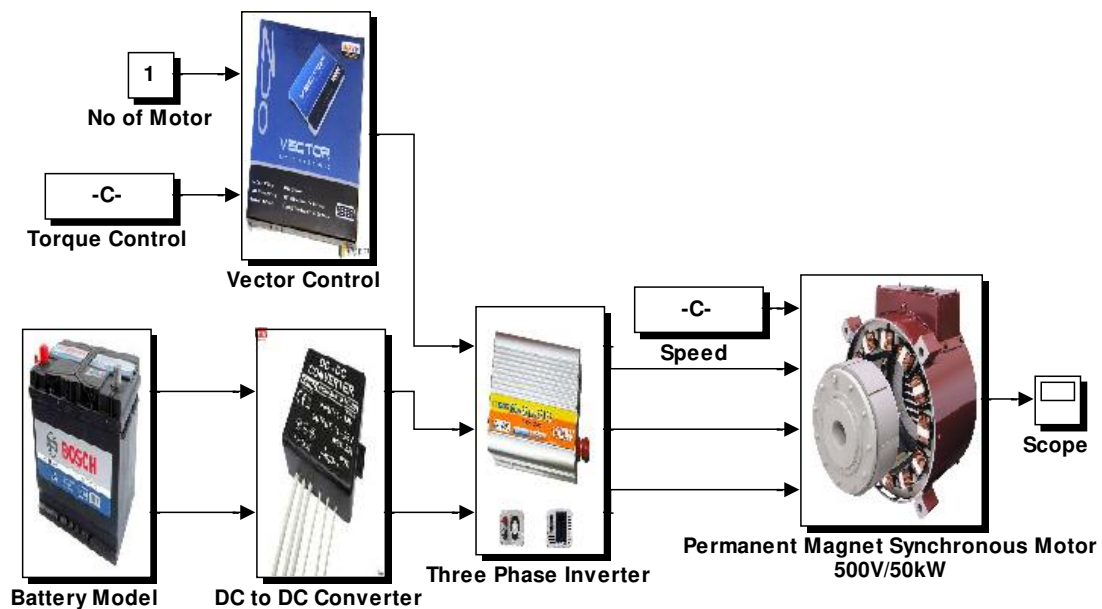 1
No of Motor
-C-
Torque Control
VECTOR
VECTOR
Vector Control
-C-
Speed
Scope
BOSCH
DC-DC
CONVERTER
Battery Model
DC to DC Converter
Three Phase Inverter
Permanent Magnet Synchronous Motor
500V/50kW